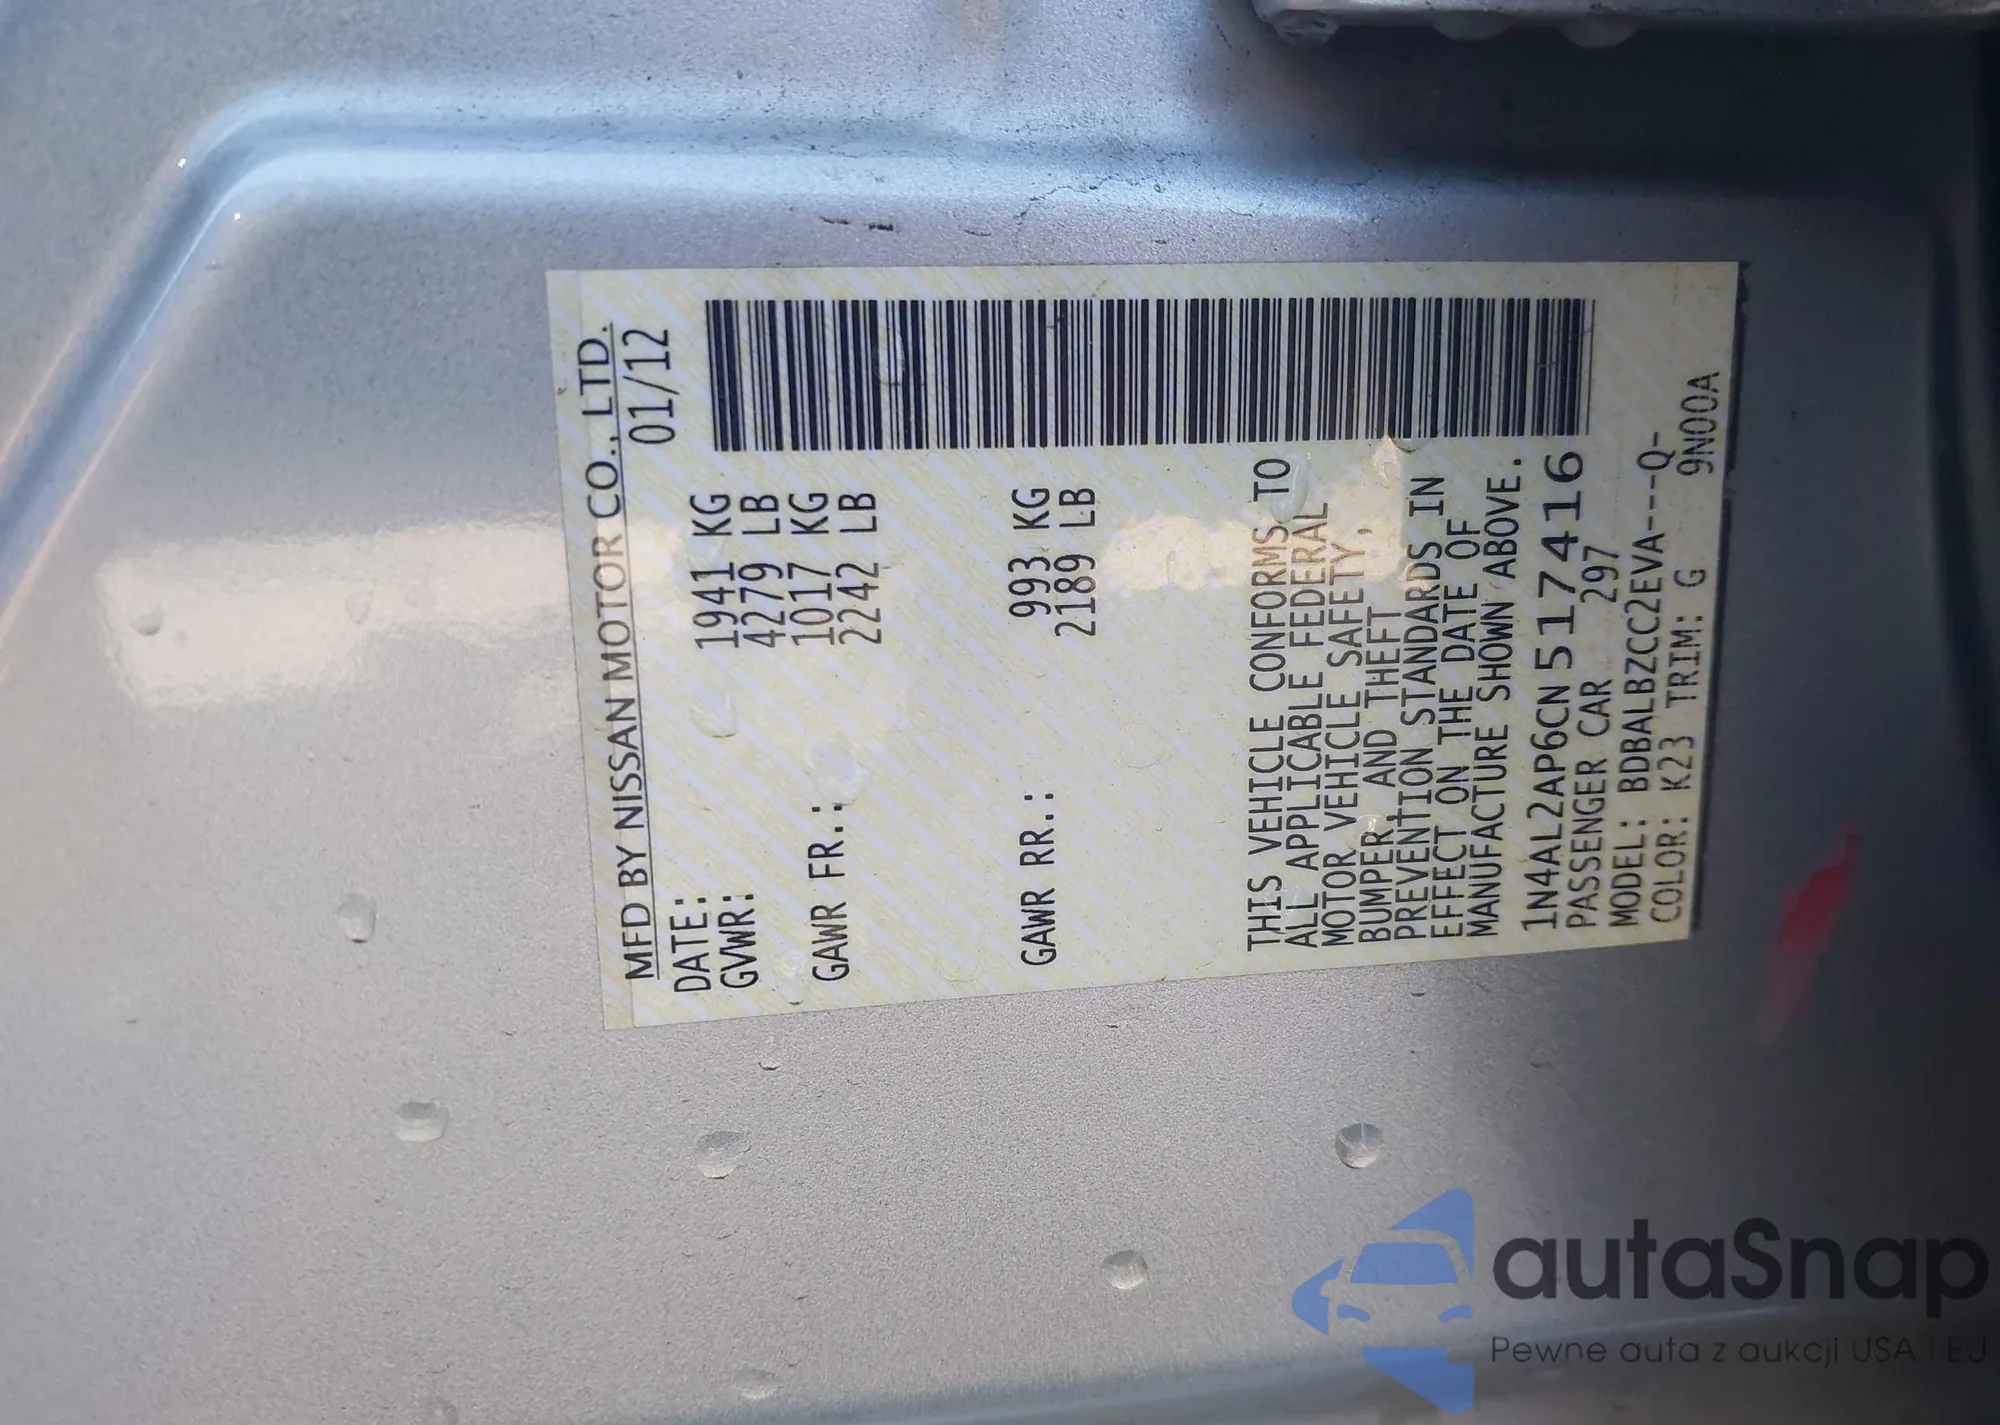 MFD BY NISSAN MOTOR CO., LTD.
DATE: 01/12
GVWR: 1941 KG
4279 LB
GAWR FR.: 1017 KG
2242 LB
GAWR RR.: 993 KG
2189 LB
THIS VEHICLE CONFORMS TO
ALL APPLICABLE FEDERAL
MOTOR VEHICLE SAFETY,
BUMPER, AND THEFT
PREVENTION STANDARDS IN
EFFECT ON THE DATE OF
MANUFACTURE SHOWN ABOVE.
1N4AL2AP6CN517416
PASSENGER CAR 297
MODEL: BDBALBZCC2EVA---Q-
COLOR: K23 TRIM: G 9N00A
autaSnap
Pewne auta z aukcji USA i EU